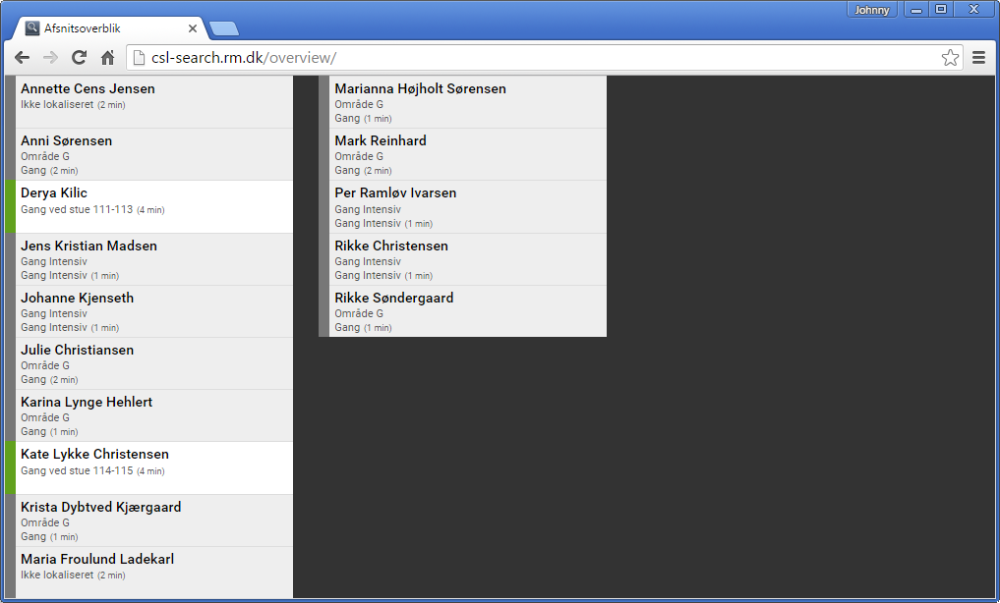 Johnny
Afsnitsoverblik
csl-search.rm.dk/overview/
Annette Cens Jensen
Ikke lokaliseret (2 min)
Anni Sørensen
Område G
Gang (2 min)
Derya Kilic
Gang ved stue 111-113 (4 min)
Jens Kristian Madsen
Gang Intensiv
Gang Intensiv (1 min)
Johanne Kjenseth
Gang Intensiv
Gang Intensiv (1 min)
Julie Christiansen
Område G
Gang (2 min)
Karina Lynge Hehlert
Område G
Gang (1 min)
Kate Lykke Christensen
Gang ved stue 114-115 (4 min)
Krista Dybtved Kjærgaard
Område G
Gang (1 min)
Maria Froulund Ladekarl
Ikke lokaliseret (2 min)
Marianna Højholt Sørensen
Område G
Gang (1 min)
Mark Reinhard
Område G
Gang (2 min)
Per Ramløv Ivarsen
Gang Intensiv
Gang Intensiv (1 min)
Rikke Christensen
Gang Intensiv
Gang Intensiv (1 min)
Rikke Søndergaard
Område G
Gang (1 min)